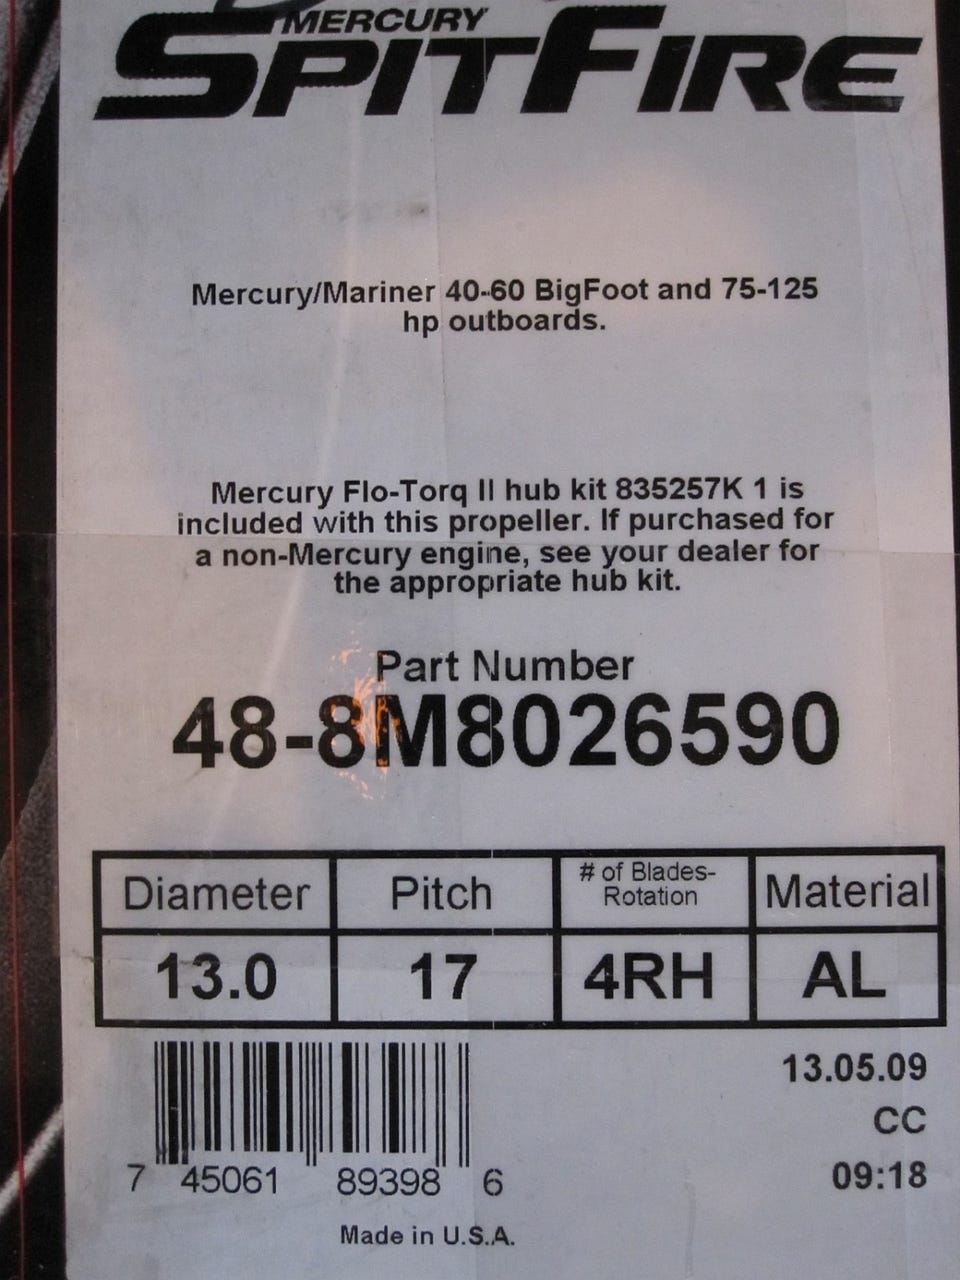 MERCURY
SPITFIRE
Mercury/Mariner 40-60 BigFoot and 75-125
hp outboards.
Mercury Flo-Torq II hub kit 835257K 1 is
included with this propeller. If purchased for
a non-Mercury engine, see your dealer for
the appropriate hub kit.
Part Number
48-8M8026590
Diameter Pitch # of Blades-Rotation Material
13.0 17 4RH AL
13.05.09
CC
09:18
7 45061 89398 6
Made in U.S.A.